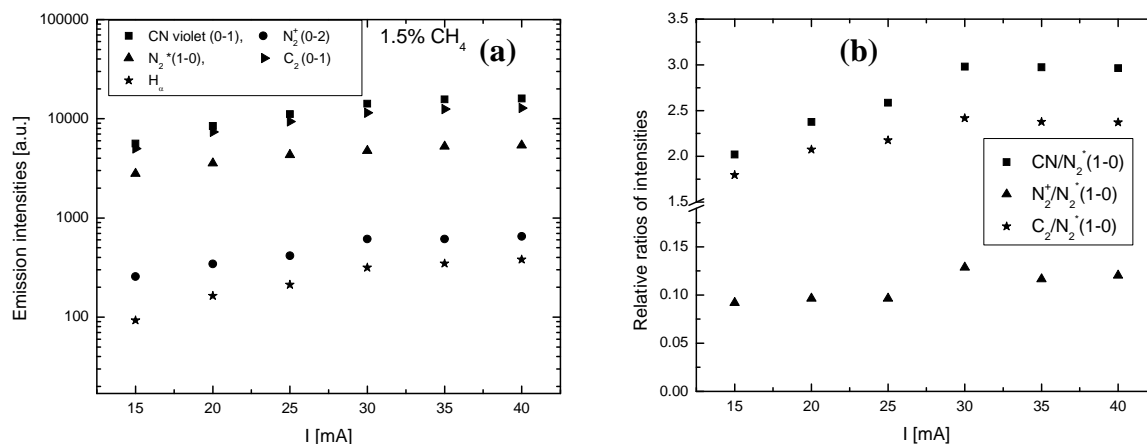 100000
10000
1000
100
Emission intensities [a.u.]
CN violet (0-1), N₂⁺(0-2)
N₂*(1-0), C₂(0-1)
Hα
1.5% CH₄
(a)
15 20 25 30 35 40
I [mA]
3.5
3.0
2.5
2.0
1.5
0.15
0.10
0.05
0.00
Relative ratios of intensities
(b)
CN/N₂*(1-0)
N₂⁺/N₂*(1-0)
C₂/N₂*(1-0)
15 20 25 30 35 40
I [mA]